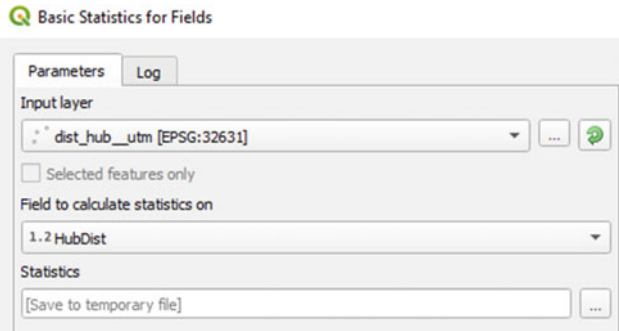 Basic Statistics for Fields
Parameters Log
Input layer
dist_hub__utm [EPSG:32631]
...
Selected features only
Field to calculate statistics on
1.2 HubDist
Statistics
[Save to temporary file]
...